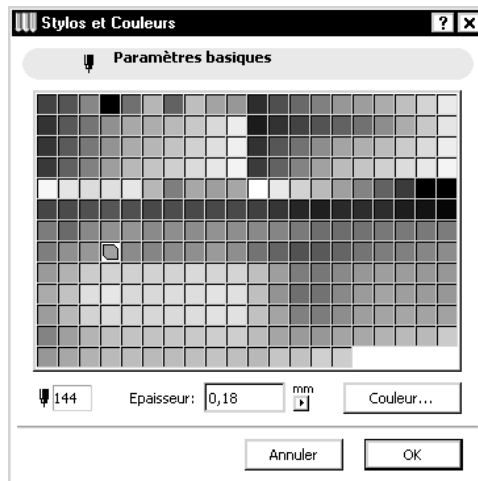 Stylos et Couleurs
Paramètres basiques
144
Epaisseur: 0,18 mm
Couleur...
Annuler
OK